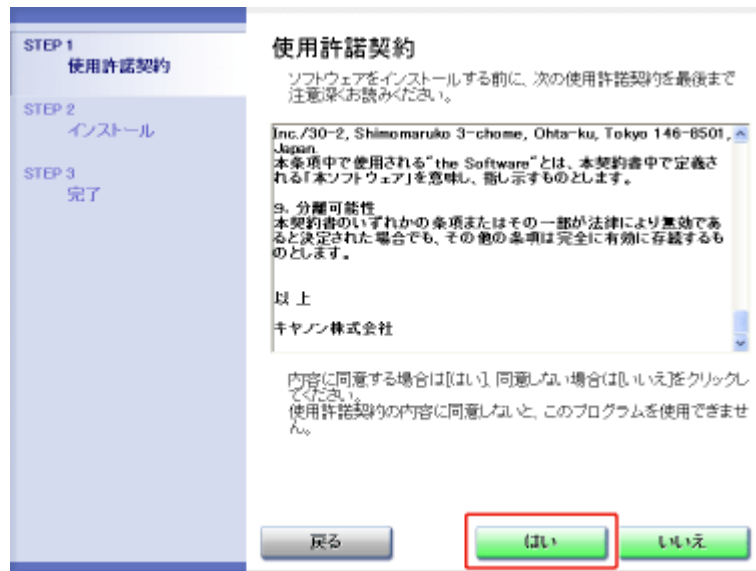 STEP 1
使用許諾契約
STEP 2
インストール
STEP 3
完了
使用許諾契約
ソフトウェアをインストールする前に、次の使用許諾契約を最後まで
注意深くお読みください。
Inc./30-2, Shimomaruko 3-chome, Ohta-ku, Tokyo 146-8501,
Japan.
本条項中で使用される"the Software"とは、本契約書中で定義さ
れる「本ソフトウェア」を意味し、指し示すものとします。
9. 分離可能性
本契約書のいずれかの条項またはその一部が法律により無効であ
ると決定された場合でも、その他の条項は完全に有効に存続するも
のとします。
以 上
キヤノン株式会社
内容に同意する場合は[はい]、同意しない場合は[いいえ]をクリックし
てください。
使用許諾契約の内容に同意しないと、このプログラムを使用できませ
ん。
戻る
はい
いいえ